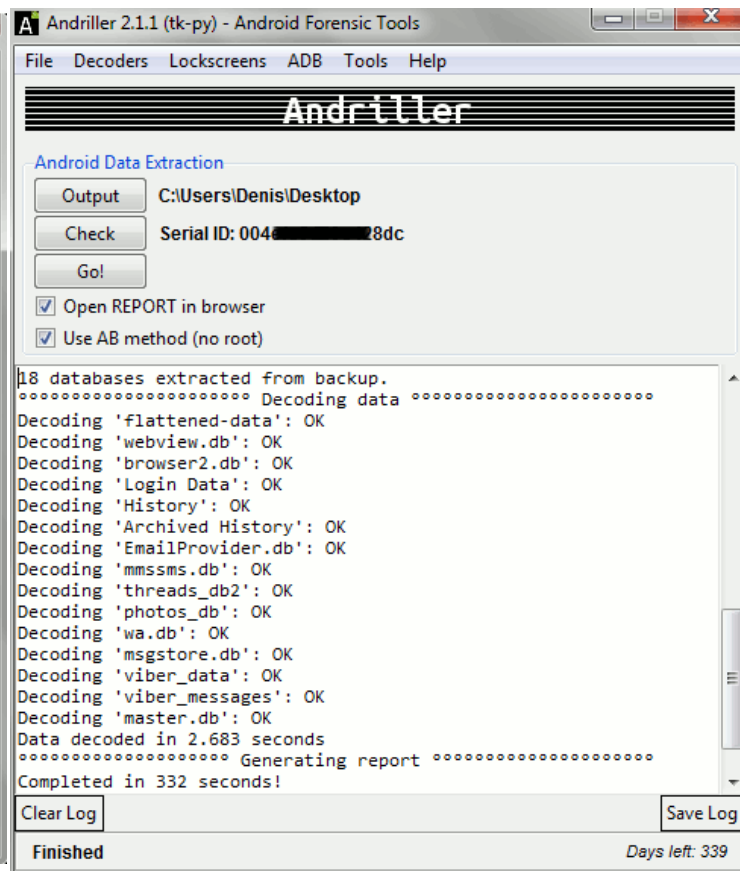 Andriller 2.1.1 (tk-py) - Android Forensic Tools
File Decoders Lockscreens ADB Tools Help
Andriller
Android Data Extraction
Output C:\Users\Denis\Desktop
Check Serial ID: 004 28dc
Go!
Open REPORT in browser
Use AB method (no root)
18 databases extracted from backup.
°°°°°°°°°°°°°°°°°°°°°° Decoding data °°°°°°°°°°°°°°°°°°°°°°°
Decoding 'flattened-data': OK
Decoding 'webview.db': OK
Decoding 'browser2.db': OK
Decoding 'Login Data': OK
Decoding 'History': OK
Decoding 'Archived History': OK
Decoding 'EmailProvider.db': OK
Decoding 'mmssms.db': OK
Decoding 'threads_db2': OK
Decoding 'photos_db': OK
Decoding 'wa.db': OK
Decoding 'msgstore.db': OK
Decoding 'viber_data': OK
Decoding 'viber_messages': OK
Decoding 'master.db': OK
Data decoded in 2.683 seconds
°°°°°°°°°°°°°°°°°°°° Generating report °°°°°°°°°°°°°°°°°°°°°
Completed in 332 seconds!
Clear Log Save Log
Finished Days left: 339